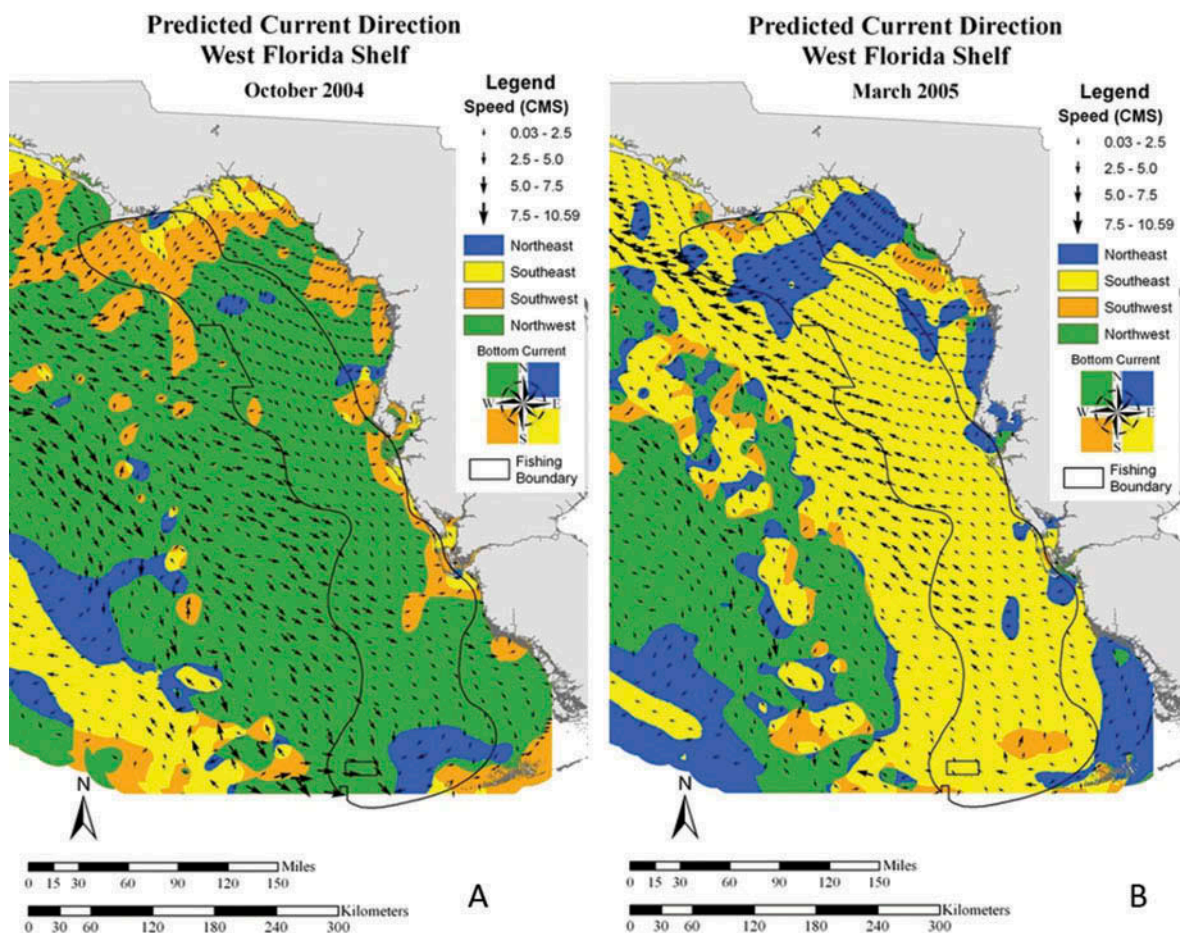 Predicted Current Direction
West Florida Shelf
October 2004
Legend
Speed (CMS)
0.03 - 2.5
2.5 - 5.0
5.0 - 7.5
7.5 - 10.59
Northeast
Southeast
Southwest
Northwest
Bottom Current
N
W E
S
Fishing
Boundary
N
Miles
0 15 30 60 90 120 150
Kilometers
0 30 60 120 180 240 300
A
Predicted Current Direction
West Florida Shelf
March 2005
Legend
Speed (CMS)
0.03 - 2.5
2.5 - 5.0
5.0 - 7.5
7.5 - 10.59
Northeast
Southeast
Southwest
Northwest
Bottom Current
N
W E
S
Fishing
Boundary
N
Miles
0 15 30 60 90 120 150
Kilometers
0 30 60 120 180 240 300
B